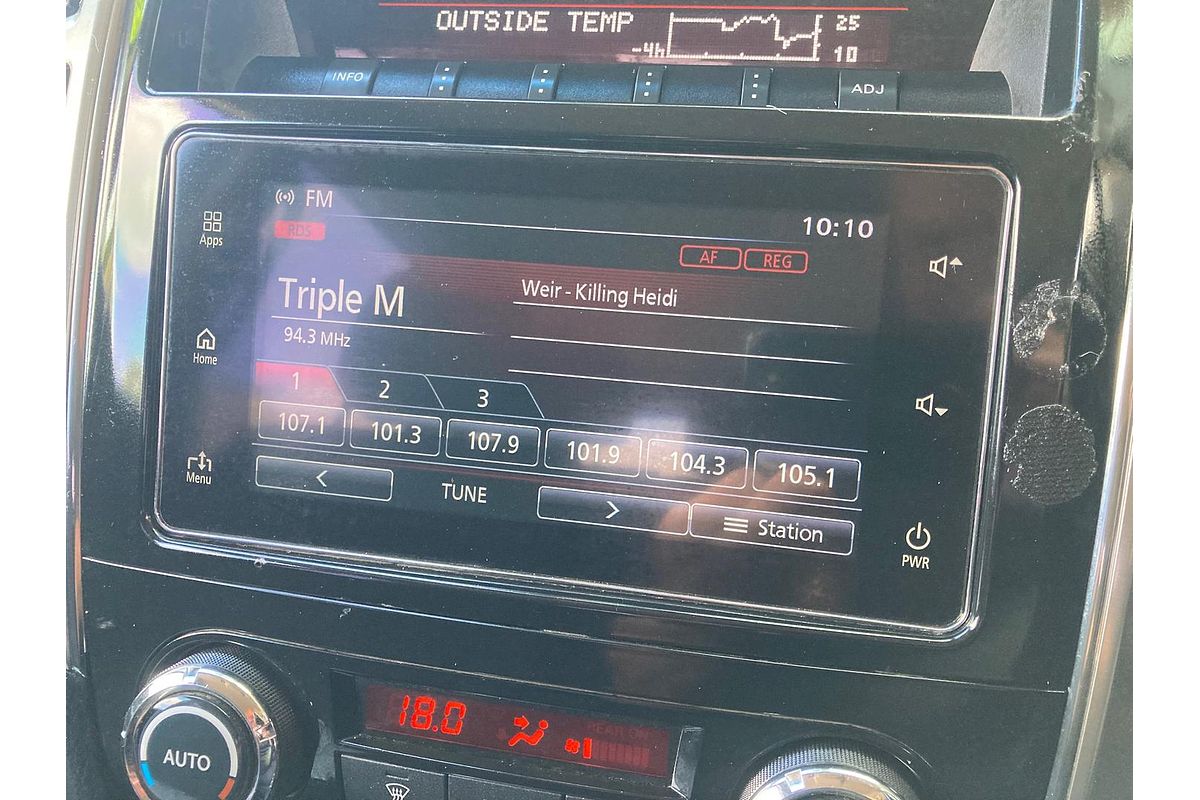 OUTSIDE TEMP
25
-4h
10
INFO
ADJ
FM
10:10
RDS
AF REG
Apps
Triple M
Weir - Killing Heidi
94.3 MHz
Home
1 2 3
107.1 101.3 107.9 101.9 104.3 105.1
Menu
< TUNE > Station
PWR
18.0
AUTO